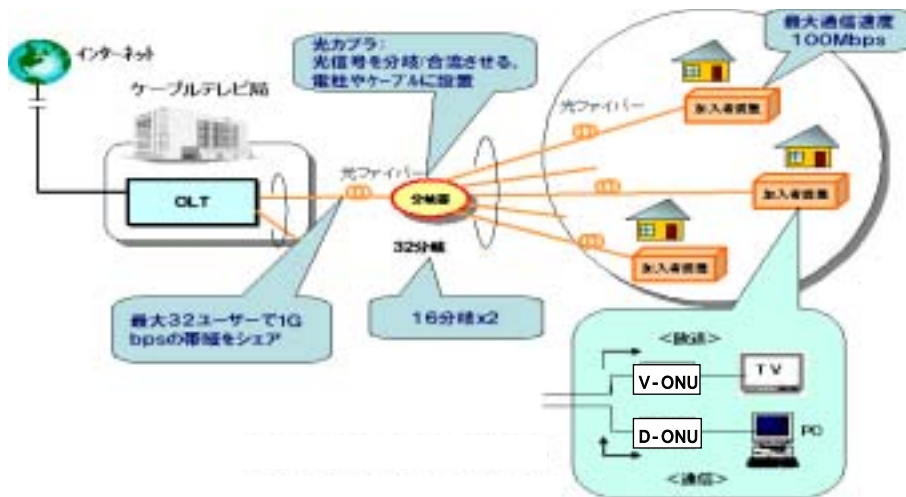 インターネット
ケーブルテレビ局
OLT
光ファイバー
光カプラ:
光信号を分岐/合流させる。
電柱やケーブルに設置
分岐器
32分岐
最大32ユーザーで1G
bpsの帯域をシェア
16分岐x2
光ファイバー
最大通信速度
100Mbps
加入者装置
加入者装置
加入者装置
<放送>
V-ONU
TV
D-ONU
PC
<通信>